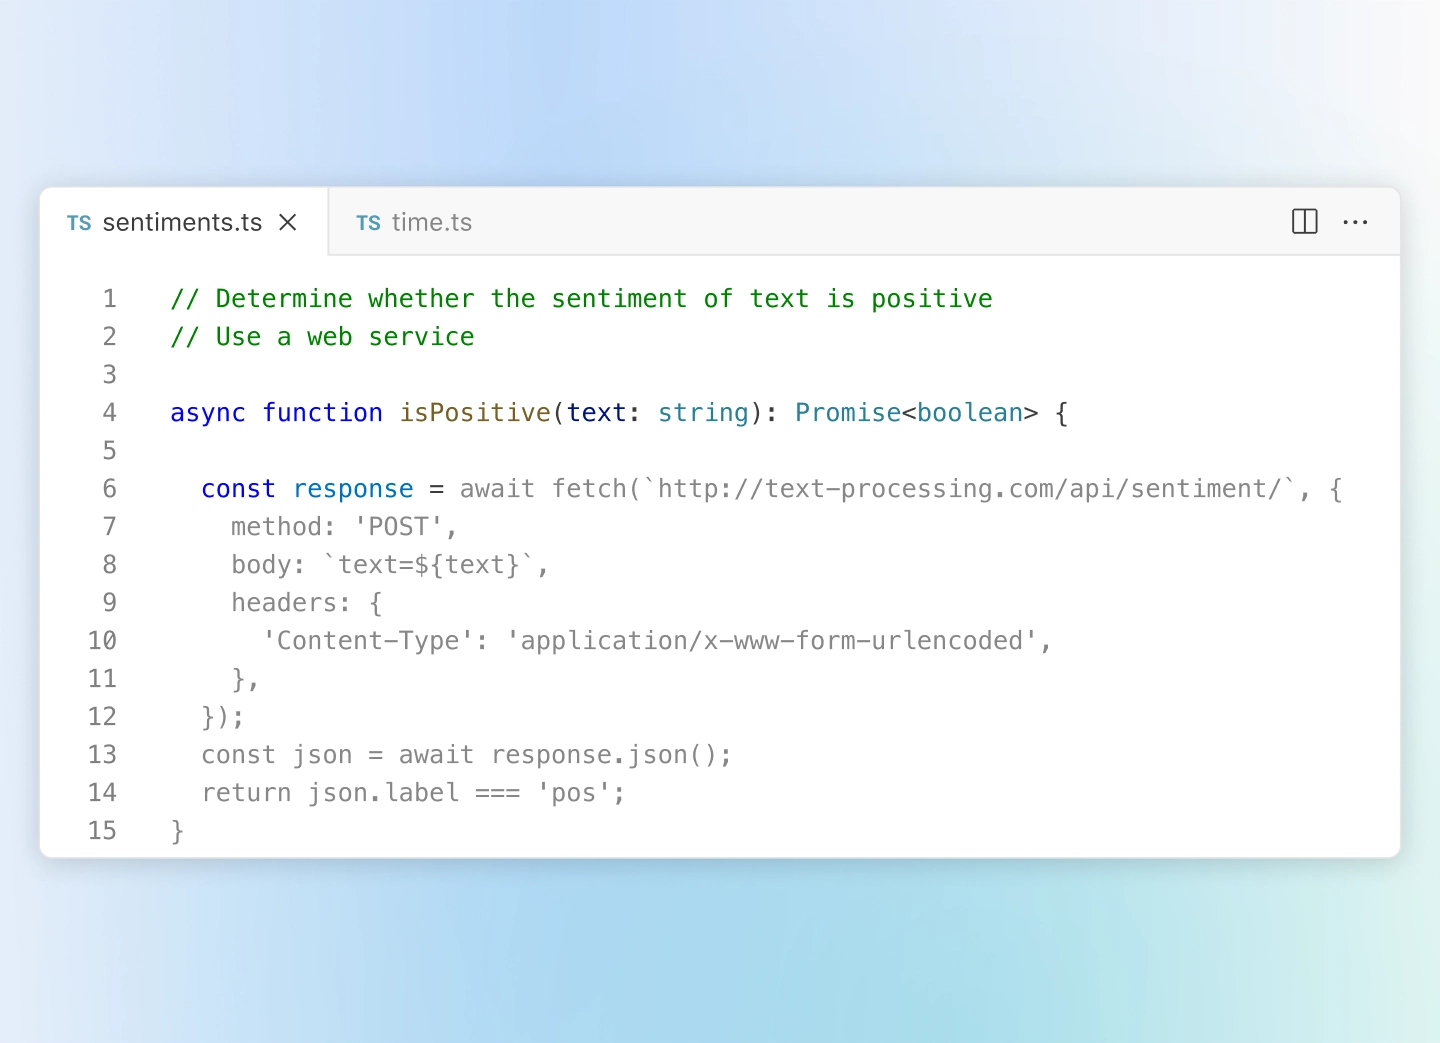 TS sentiments.ts TS time.ts
1 // Determine whether the sentiment of text is positive
2 // Use a web service
3
4 async function isPositive(text: string): Promise<boolean> {
5
6   const response = await fetch(`http://text-processing.com/api/sentiment/`, {
7     method: 'POST',
8     body: `text=${text}`,
9     headers: {
10       'Content-Type': 'application/x-www-form-urlencoded',
11     },
12   });
13   const json = await response.json();
14   return json.label === 'pos';
15 }